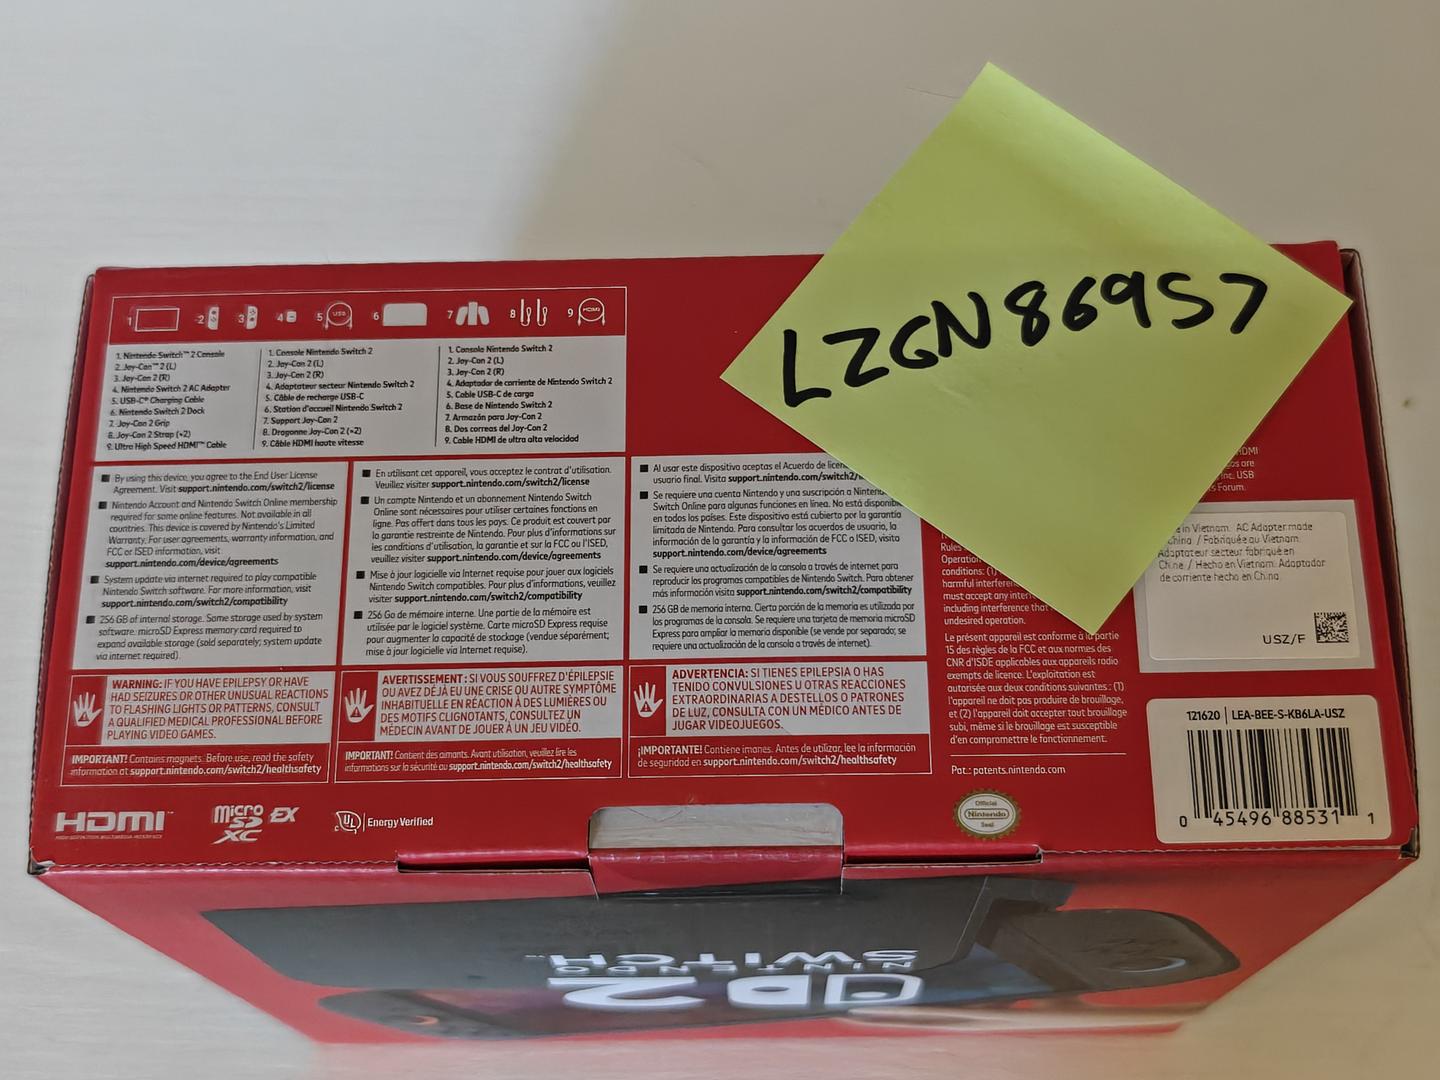 LZGN86957
1 2 3 4 5 USB 6 7 8 9 HDMI
1. Nintendo Switch™ 2 Console
2. Joy-Con™ 2 (L)
3. Joy-Con 2 (R)
4. Nintendo Switch 2 AC Adapter
5. USB-C® Charging Cable
6. Nintendo Switch 2 Dock
7. Joy-Con 2 Grip
8. Joy-Con 2 Strap (×2)
9. Ultra High Speed HDMI™ Cable
1. Console Nintendo Switch 2
2. Joy-Con 2 (L)
3. Joy-Con 2 (R)
4. Adaptateur secteur Nintendo Switch 2
5. Câble de recharge USB-C
6. Station d'accueil Nintendo Switch 2
7. Support Joy-Con 2
8. Dragonne Joy-Con 2 (×2)
9. Câble HDMI haute vitesse
1. Consola Nintendo Switch 2
2. Joy-Con 2 (L)
3. Joy-Con 2 (R)
4. Adaptador de corriente de Nintendo Switch 2
5. Cable USB-C de carga
6. Base de Nintendo Switch 2
7. Armazón para Joy-Con 2
8. Dos correas del Joy-Con 2
9. Cable HDMI de ultra alta velocidad
■ By using this device, you agree to the End User License
Agreement. Visit support.nintendo.com/switch2/license
■ Nintendo Account and Nintendo Switch Online membership
required for some online features. Not available in all
countries. This device is covered by Nintendo's Limited
Warranty. For user agreements, warranty information, and
FCC or ISED information, visit
support.nintendo.com/device/agreements
■ System update via internet required to play compatible
Nintendo Switch software. For more information, visit
support.nintendo.com/switch2/compatibility
■ 256 GB of internal storage. Some storage used by system
software. microSD Express memory card required to
expand available storage (sold separately; system update
via internet required).
■ En utilisant cet appareil, vous acceptez le contrat d'utilisation.
Veuillez visiter support.nintendo.com/switch2/license
■ Un compte Nintendo et un abonnement Nintendo Switch
Online sont nécessaires pour utiliser certaines fonctions en
ligne. Pas offert dans tous les pays. Ce produit est couvert par
la garantie restreinte de Nintendo. Pour plus d'informations sur
les conditions d'utilisation, la garantie et sur la FCC ou l'ISED,
veuillez visiter support.nintendo.com/device/agreements
■ Mise à jour logicielle via Internet requise pour jouer aux logiciels
Nintendo Switch compatibles. Pour plus d'informations, veuillez
visiter support.nintendo.com/switch2/compatibility
■ 256 Go de mémoire interne. Une partie de la mémoire est
utilisée par le logiciel système. Carte microSD Express requise
pour augmenter la capacité de stockage (vendue séparément;
mise à jour logicielle via Internet requise).
■ Al usar este dispositivo aceptas el Acuerdo de licen
usuario final. Visita support.nintendo.com/switch2/
■ Se requiere una cuenta Nintendo y una suscripción a Ninten
Switch Online para algunas funciones en línea. No está disponib
en todos los países. Este dispositivo está cubierto por la garantía
limitada de Nintendo. Para consultar los acuerdos de usuario, la
información de la garantía y la información de FCC o ISED, visita
support.nintendo.com/device/agreements
■ Se requiere una actualización de la consola a través de internet para
reproducir los programas compatibles de Nintendo Switch. Para obtener
más información visita support.nintendo.com/switch2/compatibility
■ 256 GB de memoria interna. Cierta porción de la memoria es utilizada por
los programas de la consola. Se requiere una tarjeta de memoria microSD
Express para ampliar la memoria disponible (se vende por separado; se
requiere una actualización de la consola a través de internet).
WARNING: IF YOU HAVE EPILEPSY OR HAVE
HAD SEIZURES OR OTHER UNUSUAL REACTIONS
TO FLASHING LIGHTS OR PATTERNS, CONSULT
A QUALIFIED MEDICAL PROFESSIONAL BEFORE
PLAYING VIDEO GAMES.
IMPORTANT! Contains magnets. Before use, read the safety
information at support.nintendo.com/switch2/healthsafety
AVERTISSEMENT : SI VOUS SOUFFREZ D'ÉPILEPSIE
OU AVEZ DÉJÀ EU UNE CRISE OU AUTRE SYMPTÔME
INHABITUELLE EN RÉACTION À DES LUMIÈRES OU
DES MOTIFS CLIGNOTANTS, CONSULTEZ UN
MÉDECIN AVANT DE JOUER À UN JEU VIDÉO.
IMPORTANT! Contient des aimants. Avant utilisation, veuillez lire les
informations sur la sécurité au support.nintendo.com/switch2/healthsafety
ADVERTENCIA: SI TIENES EPILEPSIA O HAS
TENIDO CONVULSIONES U OTRAS REACCIONES
EXTRAORDINARIAS A DESTELLOS O PATRONES
DE LUZ, CONSULTA CON UN MÉDICO ANTES DE
JUGAR VIDEOJUEGOS.
¡IMPORTANTE! Contiene imanes. Antes de utilizar, lee la información
de seguridad en support.nintendo.com/switch2/healthsafety
HDMI
os are
Inc. USB
s Forum.
Rules
Operation
conditions: (1)
harmful interferen
must accept any interf
including interference that
undesired operation.
Le présent appareil est conforme à la partie
15 des règles de la FCC et aux normes des
CNR d'ISDE applicables aux appareils radio
exempts de licence. L'exploitation est
autorisée aux deux conditions suivantes : (1)
l'appareil ne doit pas produire de brouillage,
et (2) l'appareil doit accepter tout brouillage
subi, même si le brouillage est susceptible
d'en compromettre le fonctionnement.
Pat.: patents.nintendo.com
e in Vietnam. AC Adapter made
China. / Fabriquée au Vietnam.
Adaptateur secteur fabriqué en
Chine. / Hecho en Vietnam. Adaptador
de corriente hecho en China.
USZ/F
121620 | LEA-BEE-S-KB6LA-USZ
0 45496 88531 1
HDMI™
micro SD XC EX
UL Energy Verified
Official Nintendo Seal
NINTENDO
SWITCH™ 2